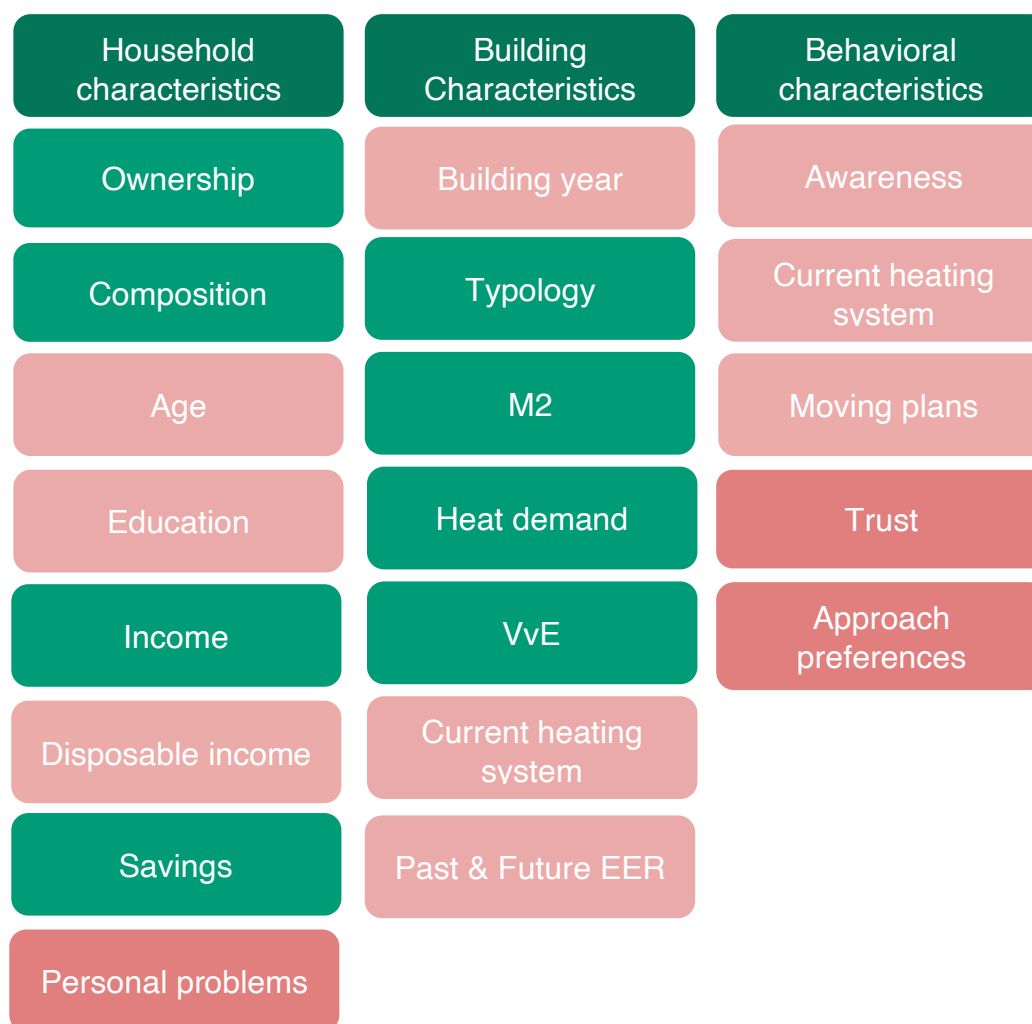 Household
characteristics
Ownership
Composition
Age
Education
Income
Disposable income
Savings
Personal problems
Building
Characteristics
Building year
Typology
M2
Heat demand
VvE
Current heating
system
Past & Future EER
Behavioral
characteristics
Awareness
Current heating
system
Moving plans
Trust
Approach
preferences